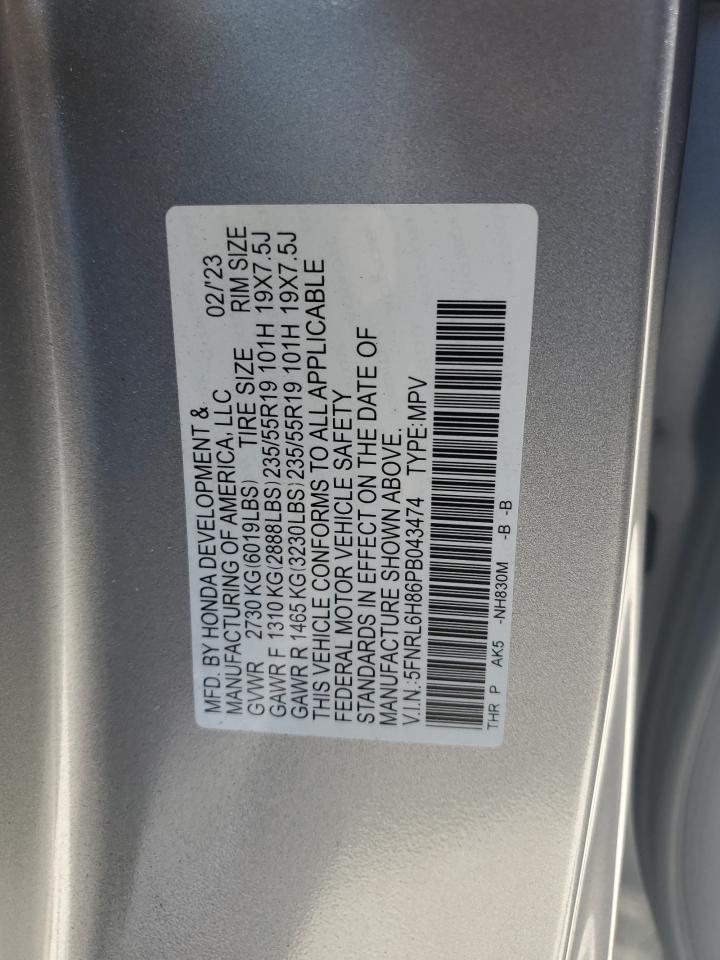 MFD. BY HONDA DEVELOPMENT &
MANUFACTURING OF AMERICA, LLC 02/'23
GVWR 2730 KG(6019LBS) TIRE SIZE RIM SIZE
GAWR F 1310 KG(2888LBS)235/55R19 101H 19X7.5J
GAWR R 1465 KG(3230LBS)235/55R19 101H 19X7.5J
THIS VEHICLE CONFORMS TO ALL APPLICABLE
FEDERAL MOTOR VEHICLE SAFETY
STANDARDS IN EFFECT ON THE DATE OF
MANUFACTURE SHOWN ABOVE.
V.I.N.:5FNRL6H86PB043474 TYPE:MPV
THR P AK5 -NH830M -B -B